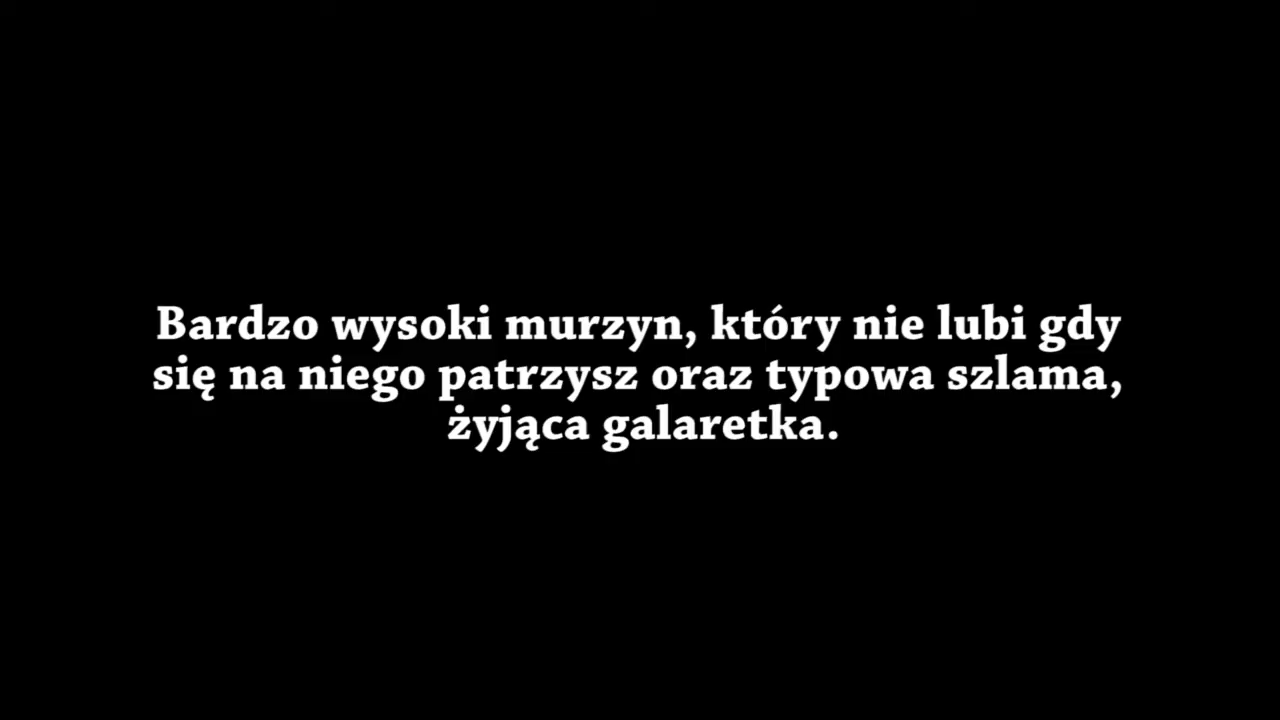 Bardzo wysoki murzyn, który nie lubi gdy
się na niego patrzysz oraz typowa szlama,
żyjąca galaretka.